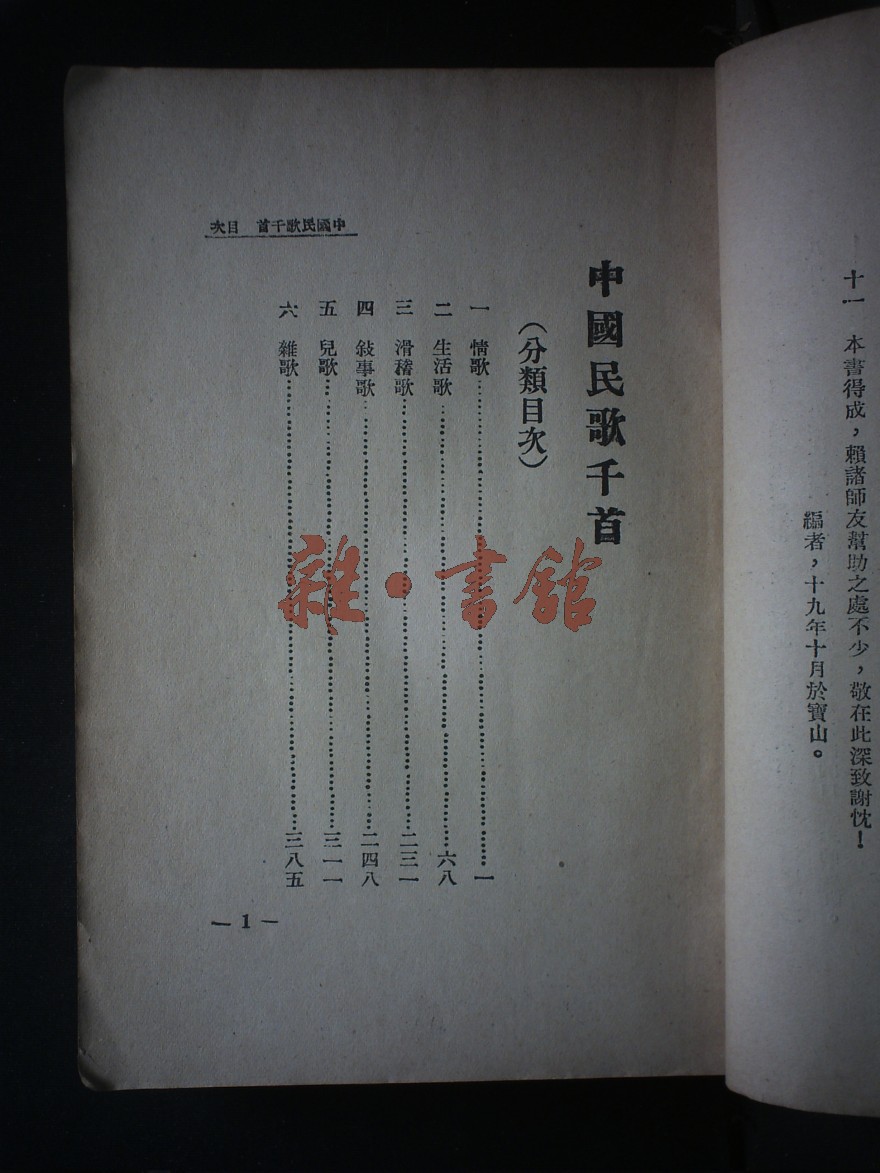 十一　本書得成，賴諸師友幫助之處不少，敬在此深致謝忱！
編者，十九年十月於寶山。
中國民歌千首　目次
中國民歌千首
（分類目次）
一　情歌……一
二　生活歌……六八
三　滑稽歌……二三一
四　敍事歌……二四八
五　兒歌……三一一
六　雜歌……三八五
— 1 —
雜·書館